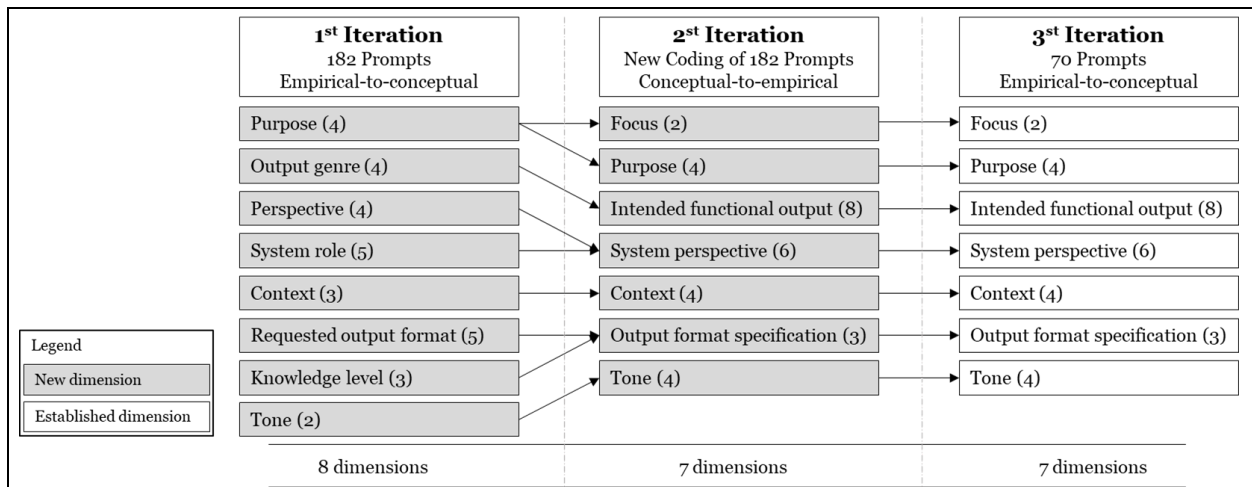 1st Iteration
182 Prompts
Empirical-to-conceptual
Purpose (4)
Output genre (4)
Perspective (4)
System role (5)
Context (3)
Requested output format (5)
Knowledge level (3)
Tone (2)
8 dimensions
2st Iteration
New Coding of 182 Prompts
Conceptual-to-empirical
Focus (2)
Purpose (4)
Intended functional output (8)
System perspective (6)
Context (4)
Output format specification (3)
Tone (4)
7 dimensions
3st Iteration
70 Prompts
Empirical-to-conceptual
Focus (2)
Purpose (4)
Intended functional output (8)
System perspective (6)
Context (4)
Output format specification (3)
Tone (4)
7 dimensions
Legend
New dimension
Established dimension